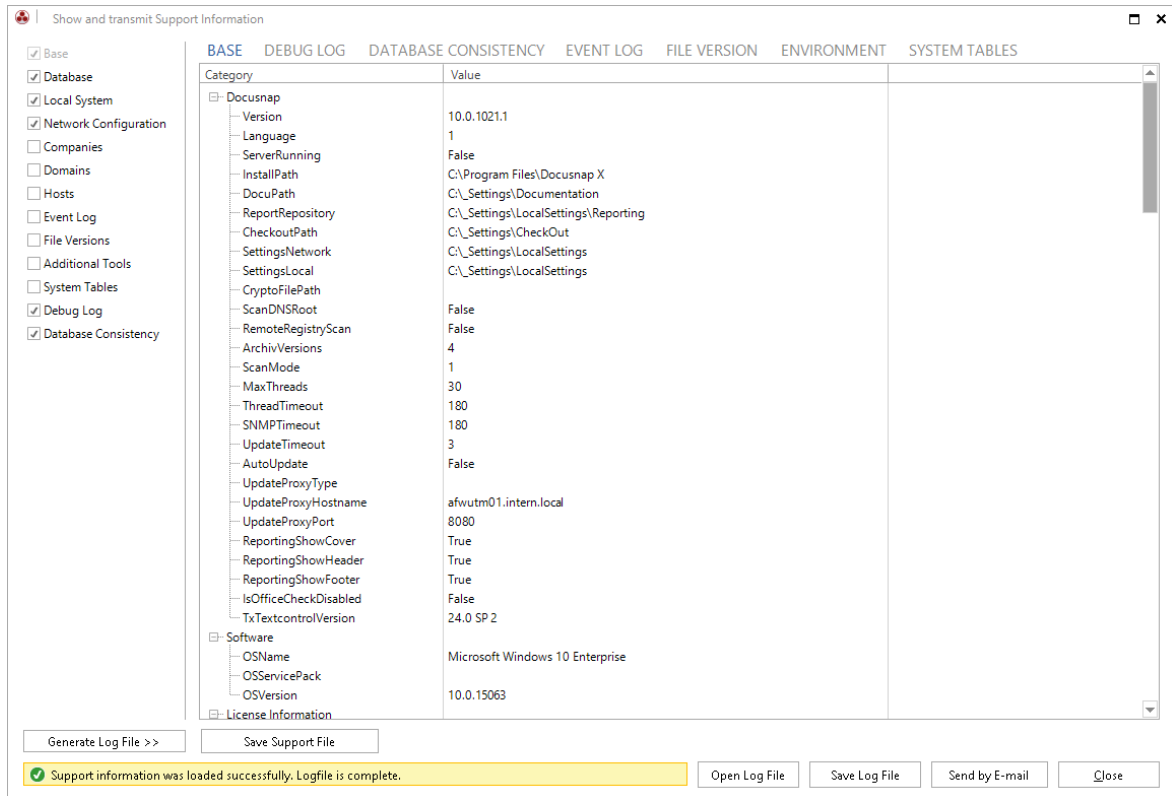 Show and transmit Support Information
Base
Database
Local System
Network Configuration
Companies
Domains
Hosts
Event Log
File Versions
Additional Tools
System Tables
Debug Log
Database Consistency
BASE DEBUG LOG DATABASE CONSISTENCY EVENT LOG FILE VERSION ENVIRONMENT SYSTEM TABLES
Category Value
Docusnap
Version 10.0.1021.1
Language 1
ServerRunning False
InstallPath C:\Program Files\Docusnap X
DocuPath C:\_Settings\Documentation
ReportRepository C:\_Settings\LocalSettings\Reporting
CheckoutPath C:\_Settings\CheckOut
SettingsNetwork C:\_Settings\LocalSettings
SettingsLocal C:\_Settings\LocalSettings
CryptoFilePath
ScanDNSRoot False
RemoteRegistryScan False
ArchivVersions 4
ScanMode 1
MaxThreads 30
ThreadTimeout 180
SNMPTimeout 180
UpdateTimeout 3
AutoUpdate False
UpdateProxyType
UpdateProxyHostname afwutm01.intern.local
UpdateProxyPort 8080
ReportingShowCover True
ReportingShowHeader True
ReportingShowFooter True
IsOfficeCheckDisabled False
TxTextcontrolVersion 24.0 SP 2
Software
OSName Microsoft Windows 10 Enterprise
OSServicePack
OSVersion 10.0.15063
License Information
Generate Log File >> Save Support File
Support information was loaded successfully. Logfile is complete. Open Log File Save Log File Send by E-mail Close